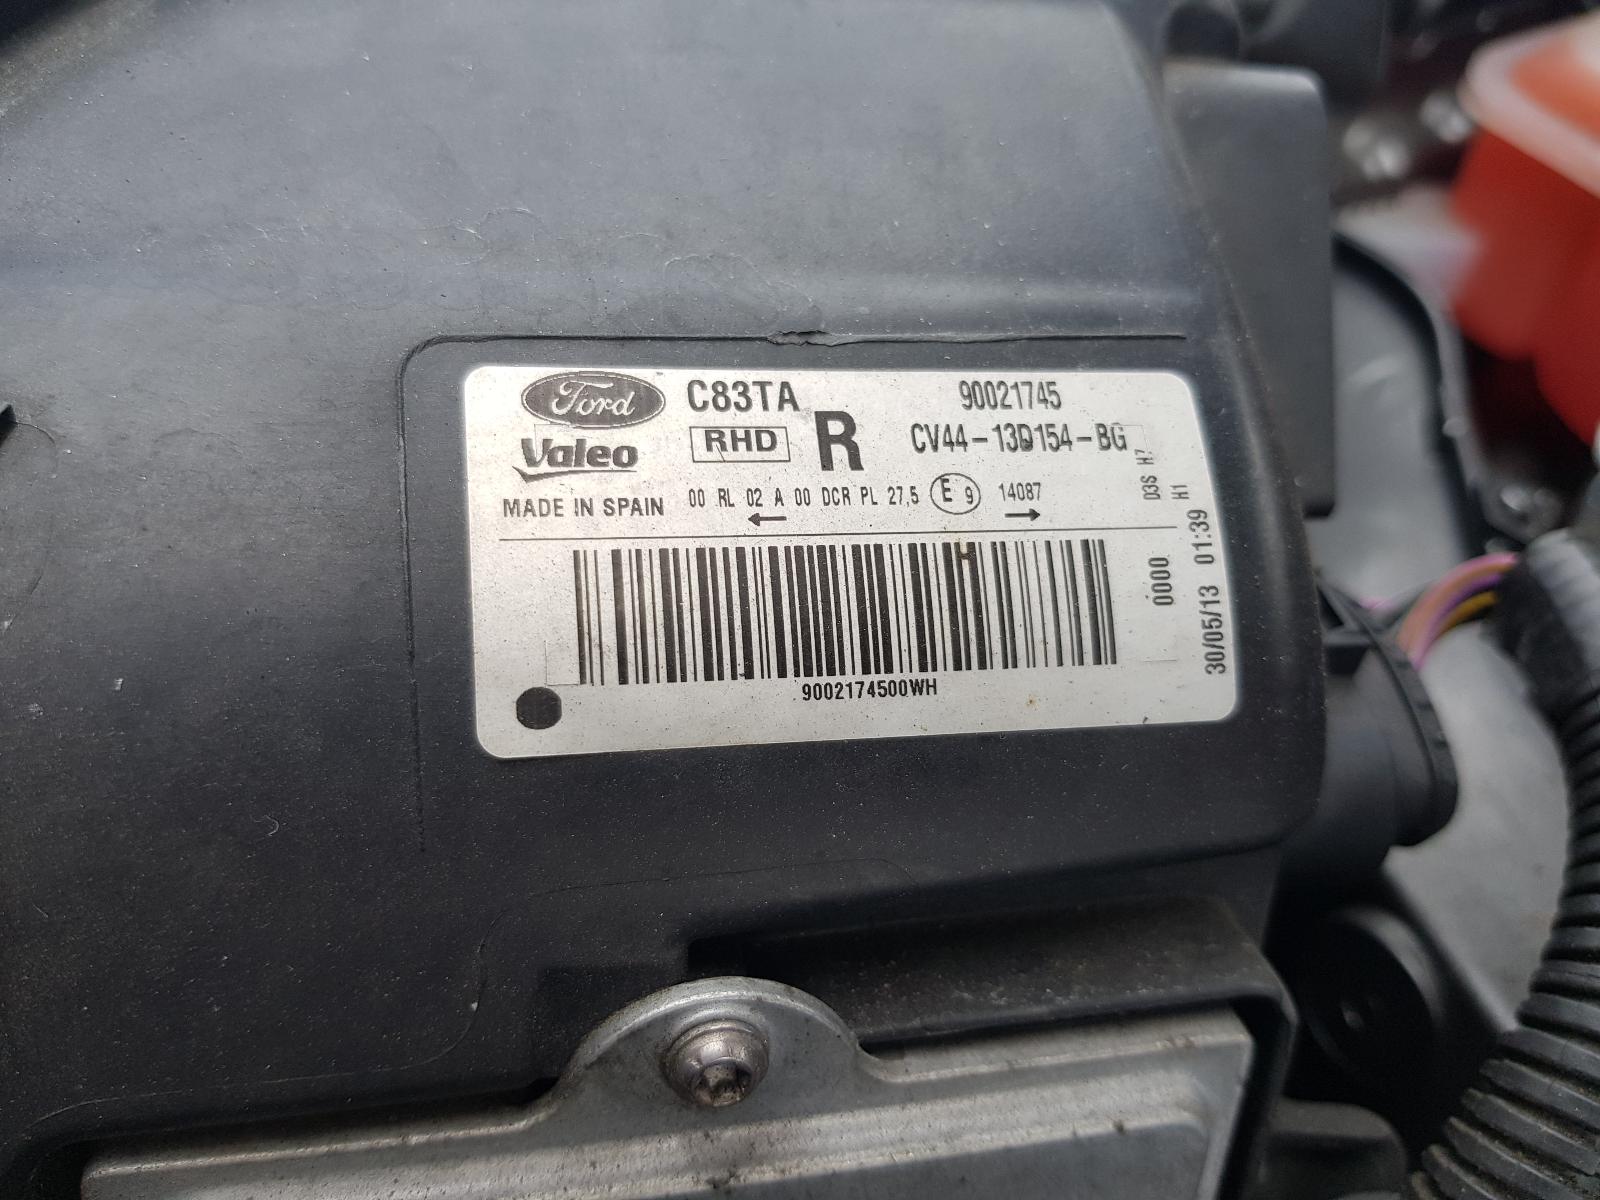 Ford C83TA 90021745
Valeo RHD R CV44-13D154-BG
MADE IN SPAIN 00 RL 02 A 00 DCR PL 27,5 E 9 14087
← →
D3S H7
H1
0000
30/05/13 01:39
9002174500WH